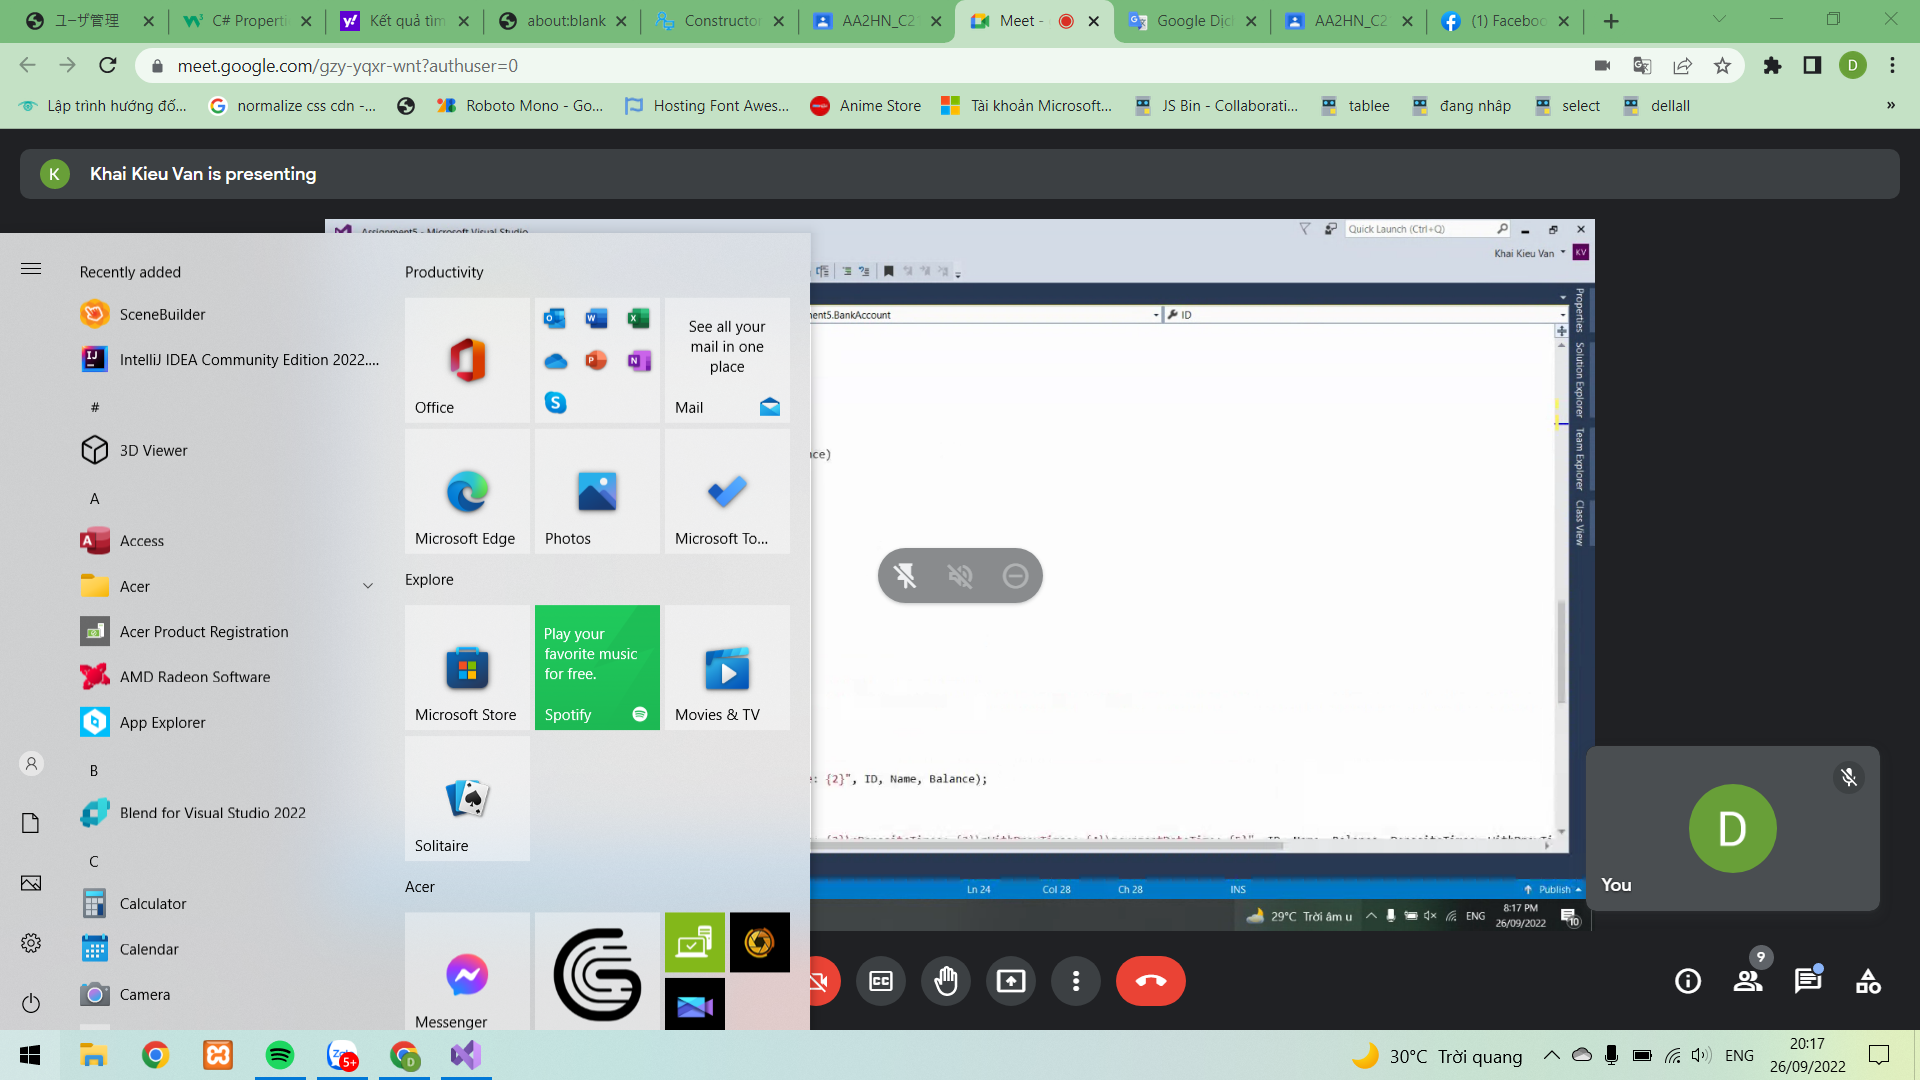 ユーザ管理
C# Properti
Kết quả tìm
about:blank
Constructor
AA2HN_C2
Meet -
Google Dịc
AA2HN_C2
(1) Faceboo
meet.google.com/gzy-yqxr-wnt?authuser=0
D
Lập trình hướng đố...
normalize css cdn -...
Roboto Mono - Go...
Hosting Font Awes...
Anime Store
Tài khoản Microsoft...
JS Bin - Collaborati...
tablee
đang nhâp
select
dellall
»
K
Khai Kieu Van is presenting
Assignment5 - Microsoft Visual Studio
Quick Launch (Ctrl+Q)
Khai Kieu Van
KV
ent5.BankAccount
ID
Properties
Solution Explorer
Team Explorer
Class View
nce)
: {2}", ID, Name, Balance);
Ln 24
Col 28
Ch 28
INS
Publish
29°C Trời âm u
ENG
8:17 PM
26/09/2022
10
Recently added
SceneBuilder
IntelliJ IDEA Community Edition 2022....
#
3D Viewer
A
Access
Acer
Acer Product Registration
AMD Radeon Software
App Explorer
B
Blend for Visual Studio 2022
C
Calculator
Calendar
Camera
Productivity
Office
See all your
mail in one
place
Mail
Microsoft Edge
Photos
Microsoft To...
Explore
Microsoft Store
Play your
favorite music
for free.
Spotify
Movies & TV
Solitaire
Acer
Messenger
D
You
9
5+
30°C Trời quang
ENG
20:17
26/09/2022